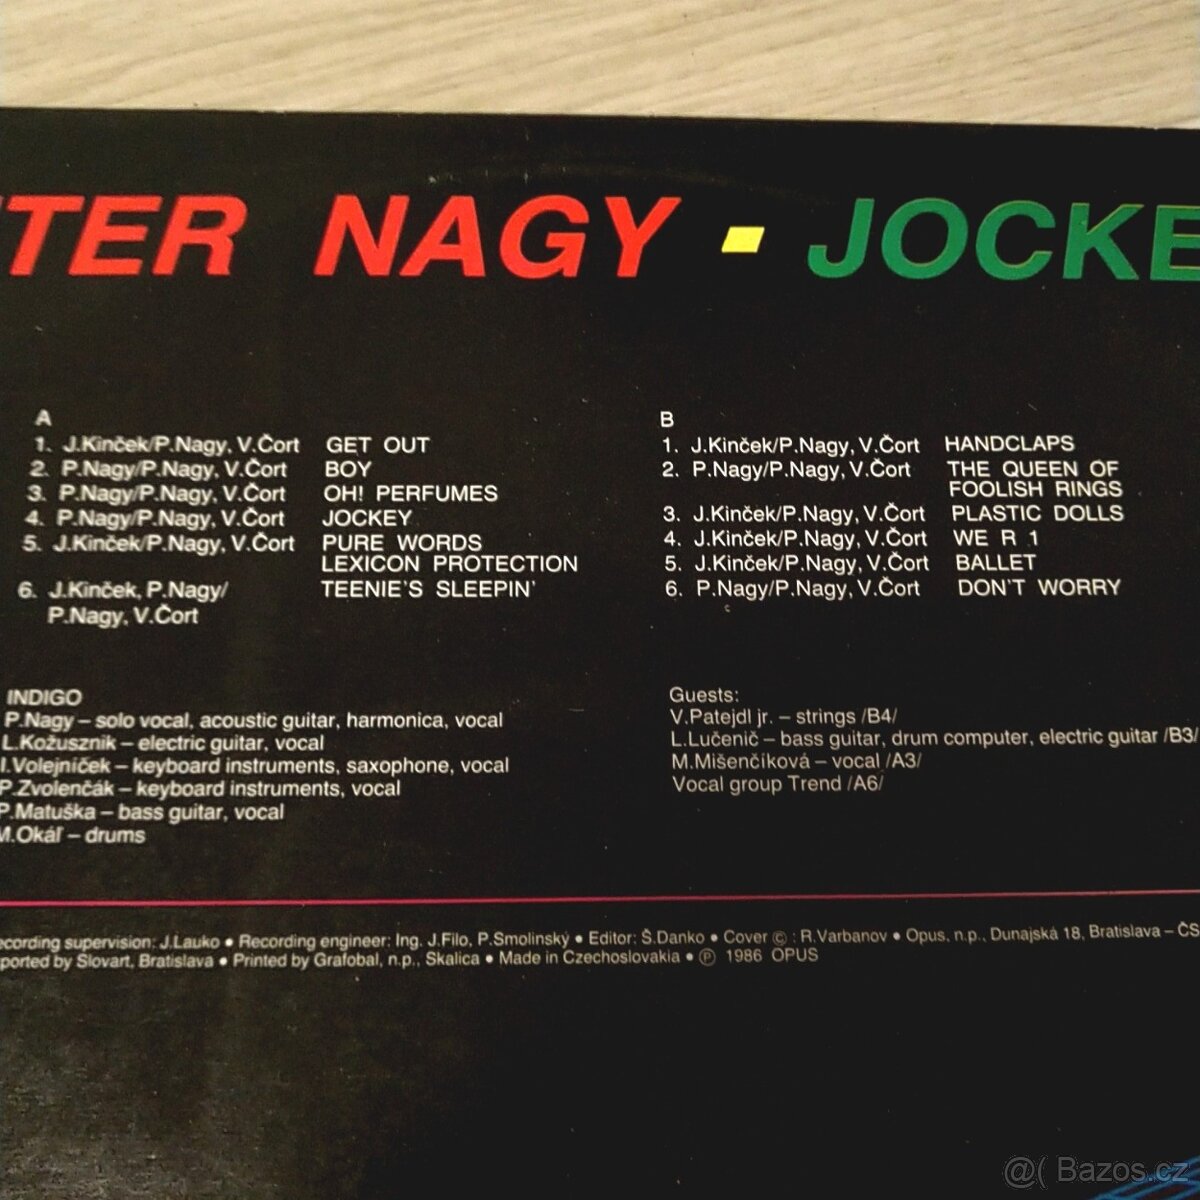 TER NAGY - JOCKE
A
1. J.Kinček/P.Nagy, V.Čort GET OUT
2. P.Nagy/P.Nagy, V.Čort BOY
3. P.Nagy/P.Nagy, V.Čort OH! PERFUMES
4. P.Nagy/P.Nagy, V.Čort JOCKEY
5. J.Kinček/P.Nagy, V.Čort PURE WORDS
LEXICON PROTECTION
6. J.Kinček, P.Nagy/ TEENIE'S SLEEPIN'
P.Nagy, V.Čort
B
1. J.Kinček/P.Nagy, V.Čort HANDCLAPS
2. P.Nagy/P.Nagy, V.Čort THE QUEEN OF
FOOLISH RINGS
3. J.Kinček/P.Nagy, V.Čort PLASTIC DOLLS
4. J.Kinček/P.Nagy, V.Čort WE R 1
5. J.Kinček/P.Nagy, V.Čort BALLET
6. P.Nagy/P.Nagy, V.Čort DON'T WORRY
INDIGO
P.Nagy – solo vocal, acoustic guitar, harmonica, vocal
L.Kožusznik – electric guitar, vocal
I.Volejníček – keyboard instruments, saxophone, vocal
P.Zvolenčák – keyboard instruments, vocal
P.Matuška – bass guitar, vocal
M.Okáľ – drums
Guests:
V.Patejdl jr. – strings /B4/
L.Lučenič – bass guitar, drum computer, electric guitar /B3/
M.Mišenčíková – vocal /A3/
Vocal group Trend /A6/
ecording supervision: J.Lauko • Recording engineer: Ing. J.Filo, P.Smolinský • Editor: Š.Danko • Cover © : R.Varbanov • Opus, n.p., Dunajská 18, Bratislava – ČS
ported by Slovart, Bratislava • Printed by Grafobal, n.p., Skalica • Made in Czechoslovakia • ℗ 1986 OPUS
@( Bazos.cz